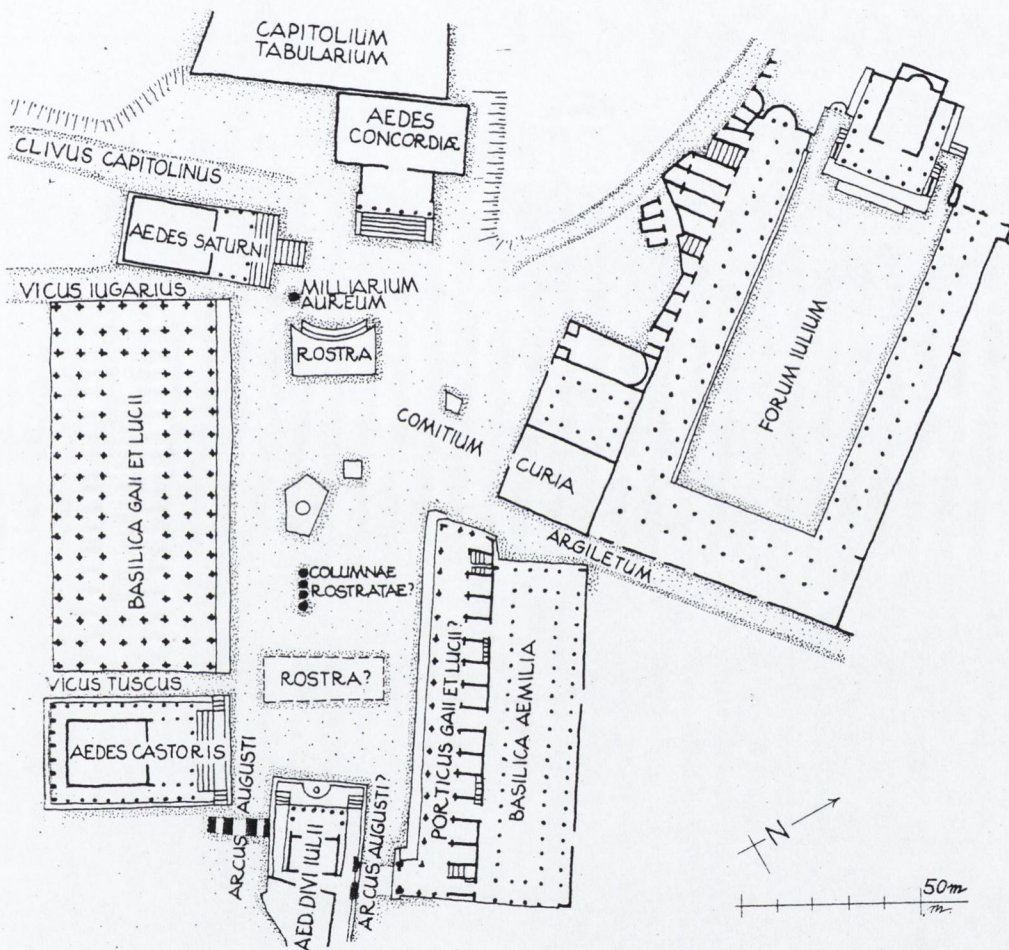 CAPITOLIUM
TABULARIUM
AEDES
CONCORDIÆ
CLIVUS CAPITOLINUS
AEDES SATURNI
VICUS IUGARIUS
MILLIARIUM
AUREUM
ROSTRA
COMITIUM
CURIA
FORUM IULIUM
ARGILETUM
BASILICA GAII ET LUCII
COLUMNAE
ROSTRATAE?
ROSTRA?
VICUS TUSCUS
AEDES CASTORIS
ARCUS AUGUSTI
AED. DIVI IULII
ARCUS AUGUSTI?
PORTICUS GAII ET LUCII?
BASILICA AEMILIA
N
50m
m.